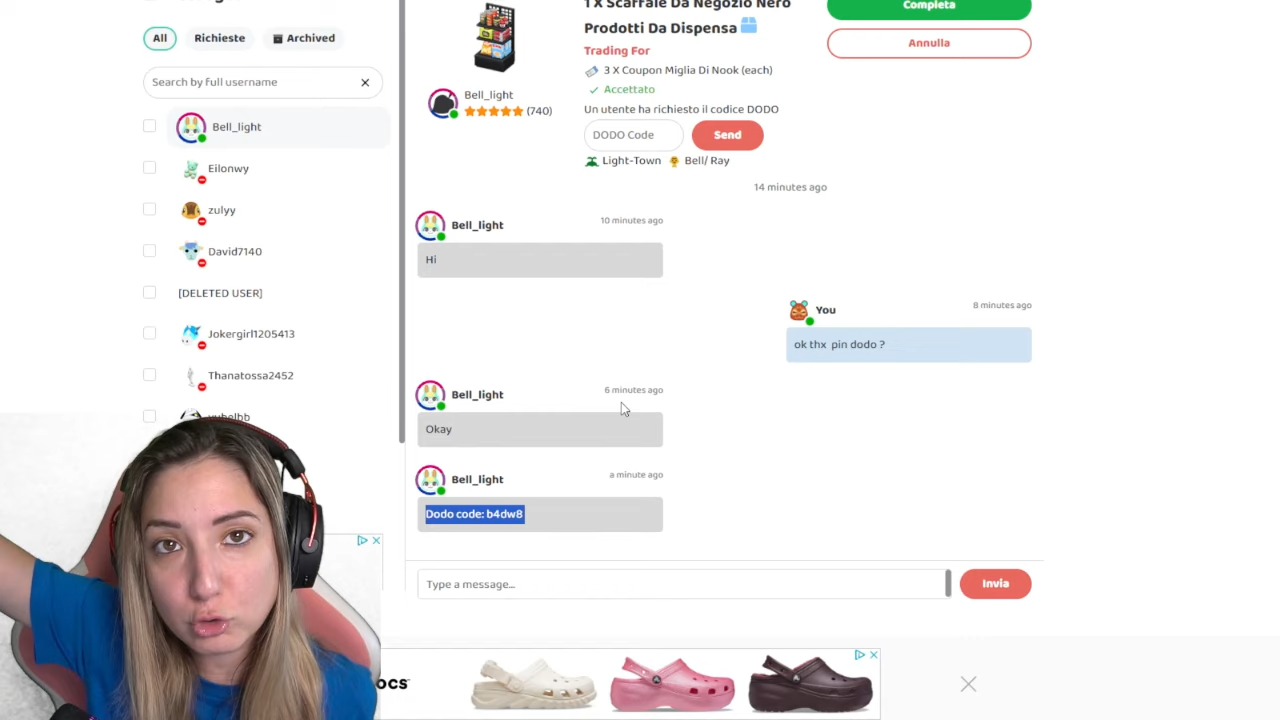 All
Richieste
Archived
Search by full username
Bell_light
Eilonwy
zulyy
David7140
[DELETED USER]
Jokergirl1205413
Thanatossa2452
1 X Scaffale Da Negozio Nero
Prodotti Da Dispensa
Trading For
3 X Coupon Miglia Di Nook (each)
Accettato
Bell_light
(740)
Un utente ha richiesto il codice DODO
DODO Code
Send
Light-Town
Bell/ Ray
Completa
Annulla
14 minutes ago
Bell_light
10 minutes ago
Hi
You
8 minutes ago
ok thx pin dodo ?
Bell_light
6 minutes ago
Okay
Bell_light
a minute ago
Dodo code: b4dw8
Type a message...
Invia
ocs™